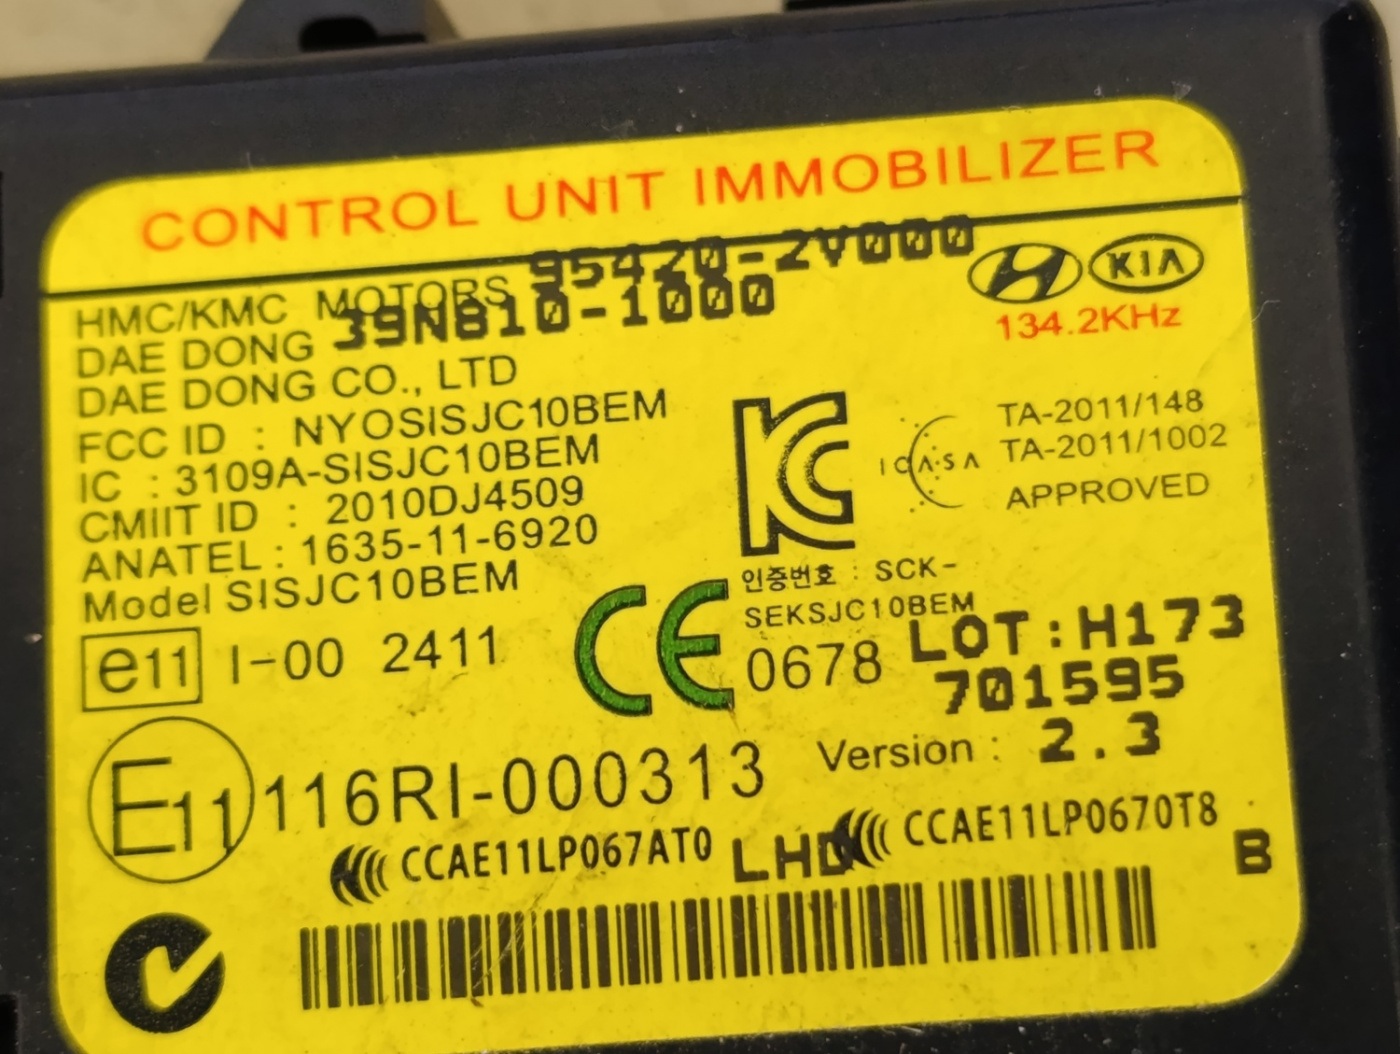 CONTROL UNIT IMMOBILIZER
HMC/KMC MOTORS 95420-2V000
DAE DONG 39N810-1000
KIA
134.2KHz
DAE DONG CO., LTD
FCC ID : NYOSISJC10BEM
IC : 3109A-SISJC10BEM
CMIIT ID : 2010DJ4509
ANATEL : 1635-11-6920
Model SISJC10BEM
ICASA
TA-2011/148
TA-2011/1002
APPROVED
인증번호 : SCK-
SEKSJC10BEM
e11 I-00 2411
CE 0678
LOT:H173
701595
Version : 2.3
E11 116RI-000313
CCAE11LP067AT0 LHD CCAE11LP0670T8
B